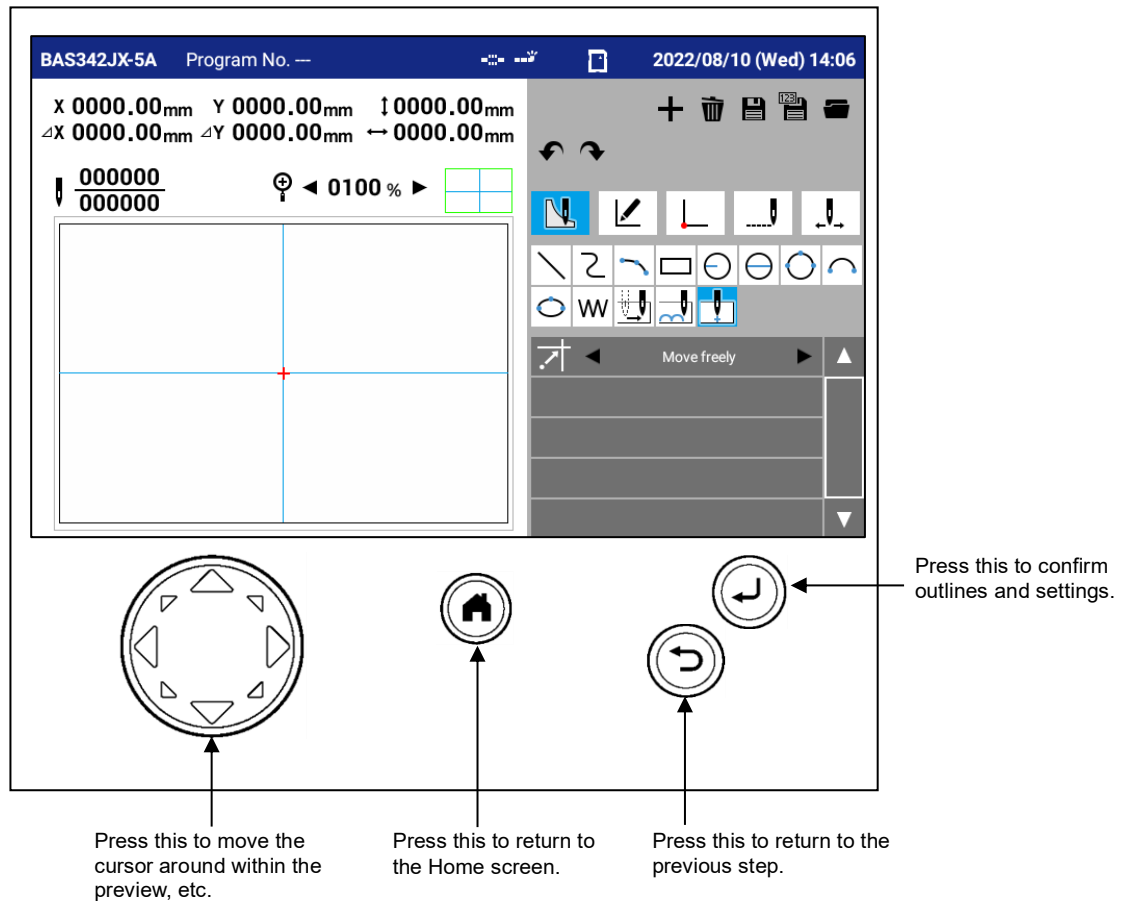 BAS342JX-5A Program No. --- 2022/08/10 (Wed) 14:06
X 0000.00mm Y 0000.00mm ↕0000.00mm
⊿X 0000.00mm ⊿Y 0000.00mm ↔ 0000.00mm
123
000000
000000
◀ 0100 % ▶
◀ Move freely ▶
Press this to confirm
outlines and settings.
Press this to move the
cursor around within the
preview, etc.
Press this to return to
the Home screen.
Press this to return to the
previous step.